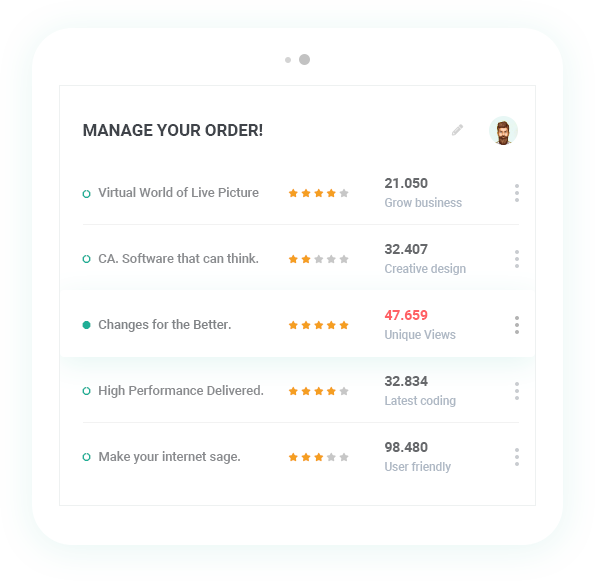 MANAGE YOUR ORDER!
Virtual World of Live Picture
21.050
Grow business
CA. Software that can think.
32.407
Creative design
Changes for the Better.
47.659
Unique Views
High Performance Delivered.
32.834
Latest coding
Make your internet sage.
98.480
User friendly